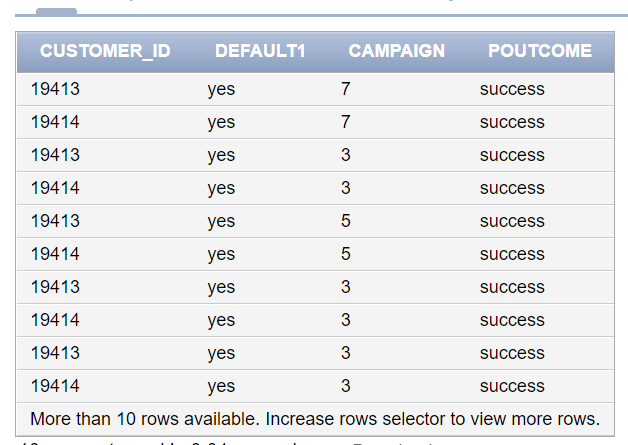 CUSTOMER_ID DEFAULT1 CAMPAIGN POUTCOME
19413 yes 7 success
19414 yes 7 success
19413 yes 3 success
19414 yes 3 success
19413 yes 5 success
19414 yes 5 success
19413 yes 3 success
19414 yes 3 success
19413 yes 3 success
19414 yes 3 success
More than 10 rows available. Increase rows selector to view more rows.